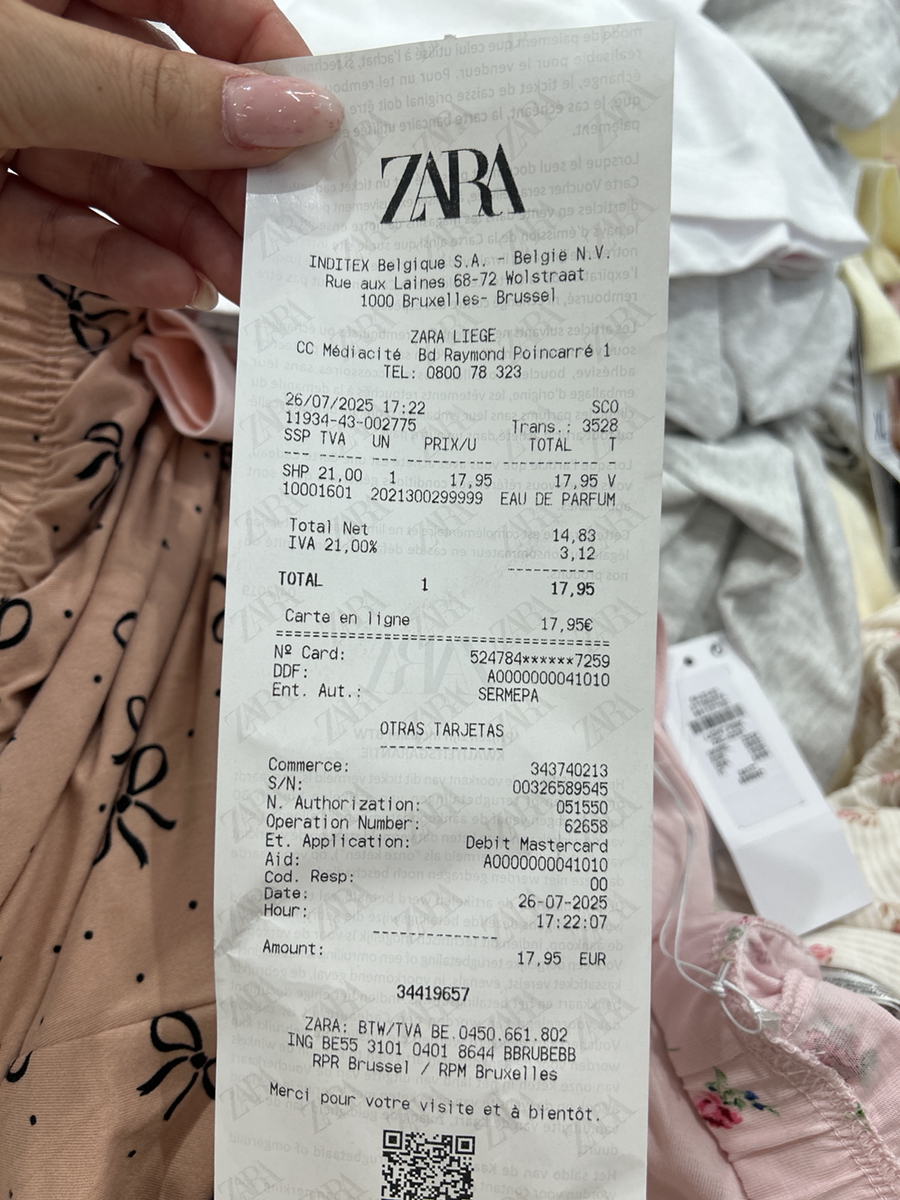 ZARA
INDITEX Belgique S.A. - België N.V.
Rue aux Laines 68-72 Wolstraat
1000 Bruxelles- Brussel
ZARA LIEGE
CC Médiacité Bd Raymond Poincarré 1
TEL: 0800 78 323
26/07/2025 17:22 SCO
11934-43-002775 Trans.: 3528
SSP TVA UN PRIX/U TOTAL T
SHP 21,00 1 17,95 17,95 V
10001601 2021300299999 EAU DE PARFUM
Total Net 14,83
IVA 21,00% 3,12
TOTAL 1 17,95
Carte en ligne 17,95€
Nº Card: 524784******7259
DDF: A0000000041010
Ent. Aut.: SERMEPA
OTRAS TARJETAS
Commerce: 343740213
S/N: 00326589545
N. Authorization: 051550
Operation Number: 62658
Et. Application: Debit Mastercard
Aid: A0000000041010
Cod. Resp: 00
Date: 26-07-2025
Hour: 17:22:07
Amount: 17,95 EUR
34419657
ZARA: BTW/TVA BE.0450.661.802
ING BE55 3101 0401 8644 BBRUBEBB
RPR Brussel / RPM Bruxelles
Merci pour votre visite et à bientôt.